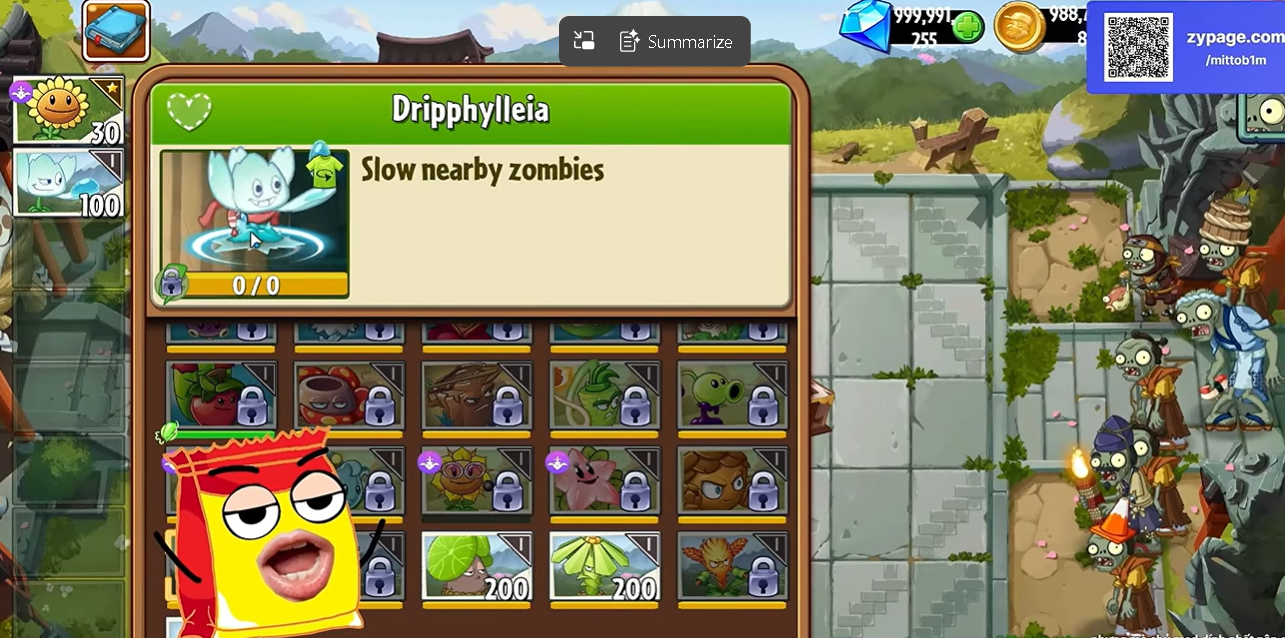 Summarize
999,991
255
988,
zypage.com
/mittob1m
Dripphylleia
Slow nearby zombies
30
100
0 / 0
200
200